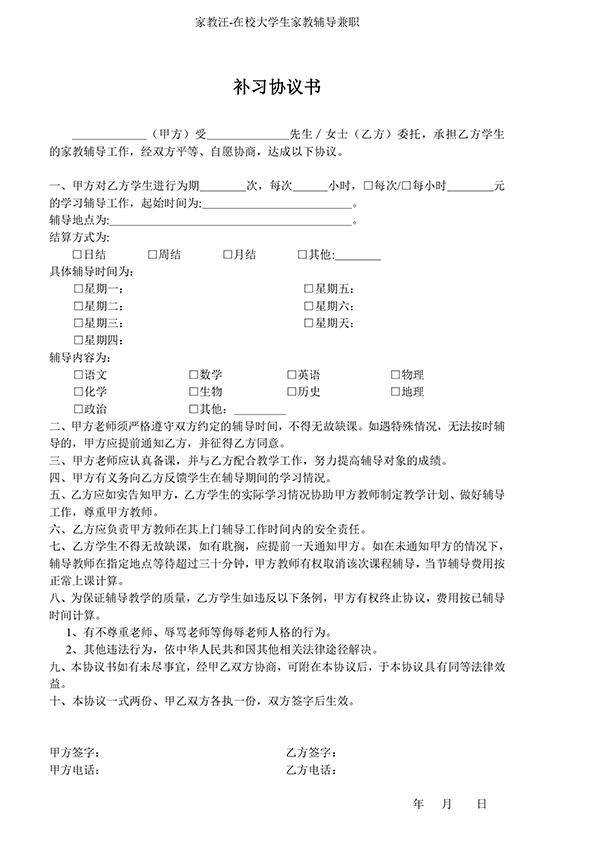 家教汪-在校大学生家教辅导兼职
补习协议书
____________（甲方）受_____________先生／女士（乙方）委托，承担乙方学生
的家教辅导工作，经双方平等、自愿协商，达成以下协议。
一、甲方对乙方学生进行为期________次，每次______小时，□每次/□每小时________元
的学习辅导工作，起始时间为:__________________________。
辅导地点为:__________________________________________。
结算方式为:
□日结 □周结 □月结 □其他:________
具体辅导时间为:
□星期一: □星期五:
□星期二: □星期六:
□星期三: □星期天:
□星期四:
辅导内容为:
□语文 □数学 □英语 □物理
□化学 □生物 □历史 □地理
□政治 □其他: _________
二、甲方老师须严格遵守双方约定的辅导时间，不得无故缺课。如遇特殊情况，无法按时辅
导的，甲方应提前通知乙方，并征得乙方同意。
三、甲方老师应认真备课，并与乙方配合教学工作，努力提高辅导对象的成绩。
四、甲方有义务向乙方反馈学生在辅导期间的学习情况。
五、乙方应如实告知甲方，乙方学生的实际学习情况协助甲方教师制定教学计划、做好辅导
工作，尊重甲方教师。
六、乙方应负责甲方教师在其上门辅导工作时间内的安全责任。
七、乙方学生不得无故缺课，如有耽搁，应提前一天通知甲方。如在未通知甲方的情况下，
辅导教师在指定地点等待超过三十分钟，甲方教师有权取消该次课程辅导，当节辅导费用按
正常上课计算。
八、为保证辅导教学的质量，乙方学生如违反以下条例，甲方有权终止协议，费用按已辅导
时间计算。
1、有不尊重老师、辱骂老师等侮辱老师人格的行为。
2、其他违法行为，依中华人民共和国其他相关法律途径解决。
九、本协议书如有未尽事宜，经甲乙双方协商，可附在本协议后，于本协议具有同等法律效
益。
十、本协议一式两份、甲乙双方各执一份，双方签字后生效。
甲方签字: 乙方签字:
甲方电话: 乙方电话:
年 月 日